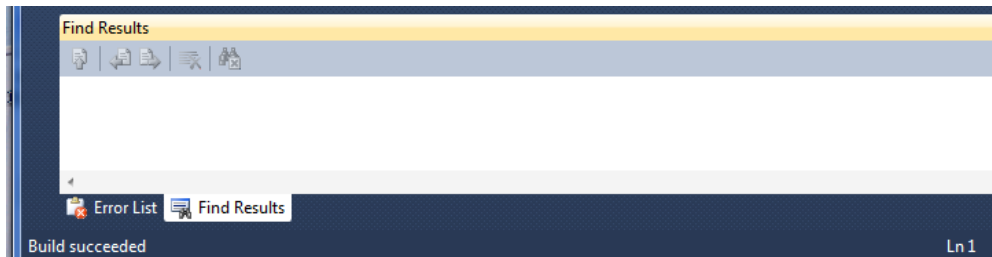 Find Results
Error List Find Results
Build succeeded Ln 1